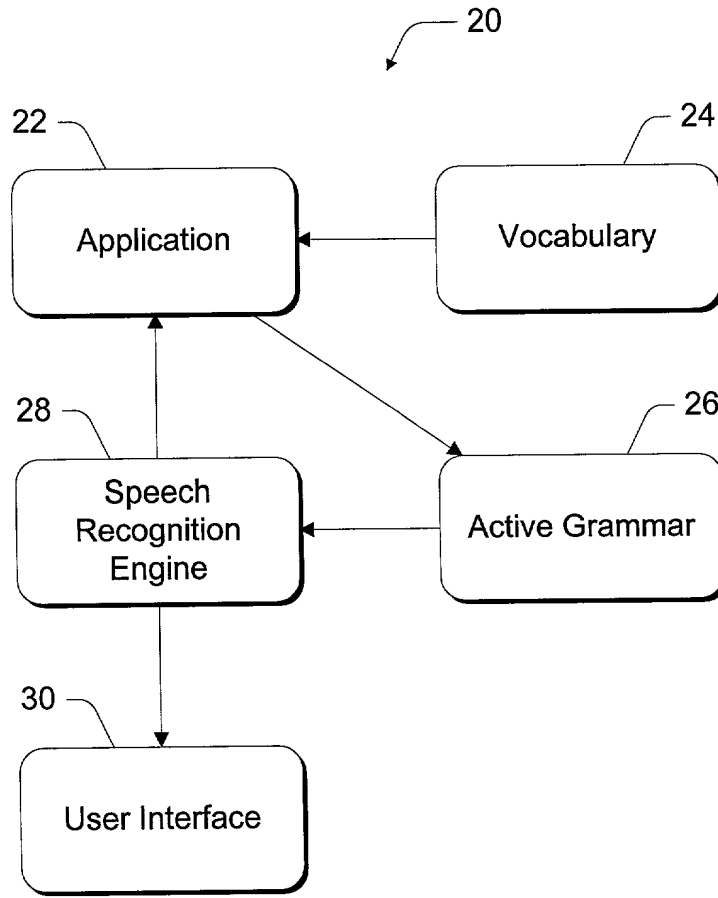 20
22
24
Application
Vocabulary
28
26
Speech
Recognition
Engine
Active Grammar
30
User Interface